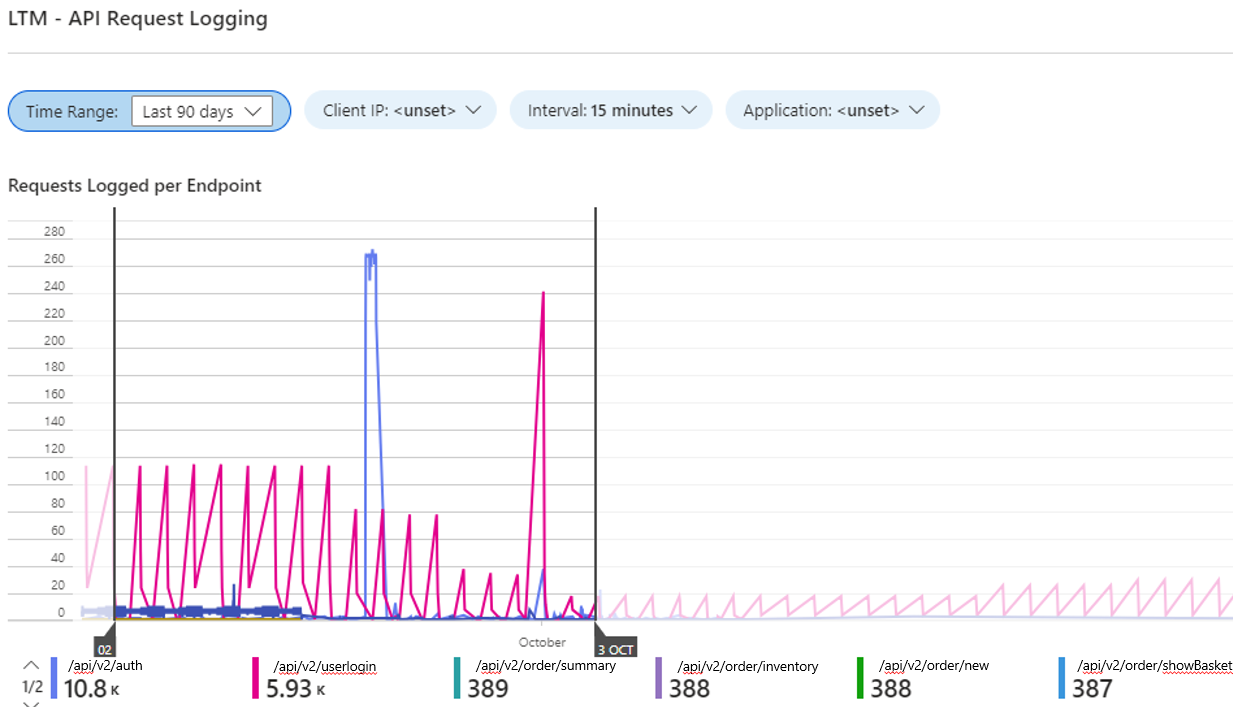 LTM - API Request Logging
Time Range: Last 90 days
Client IP: <unset>
Interval: 15 minutes
Application: <unset>
Requests Logged per Endpoint
280
260
240
220
200
180
160
140
120
100
80
60
40
20
0
October
02
3 OCT
1/2
/api/v2/auth
10.8 K
/api/v2/userlogin
5.93 K
/api/v2/order/summary
389
/api/v2/order/inventory
388
/api/v2/order/new
388
/api/v2/order/showBasket
387